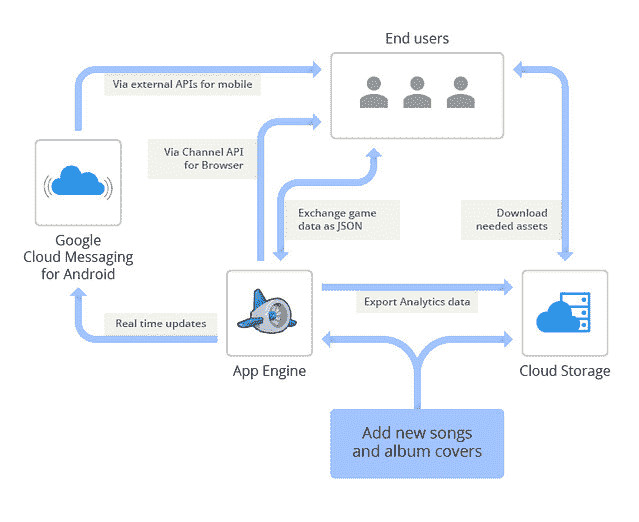 End users
Via external APIs for mobile
Via Channel API
for Browser
Google
Cloud Messaging
for Android
Exchange game
data as JSON
Download
needed assets
Export Analytics data
Real time updates
App Engine
Cloud Storage
Add new songs
and album covers